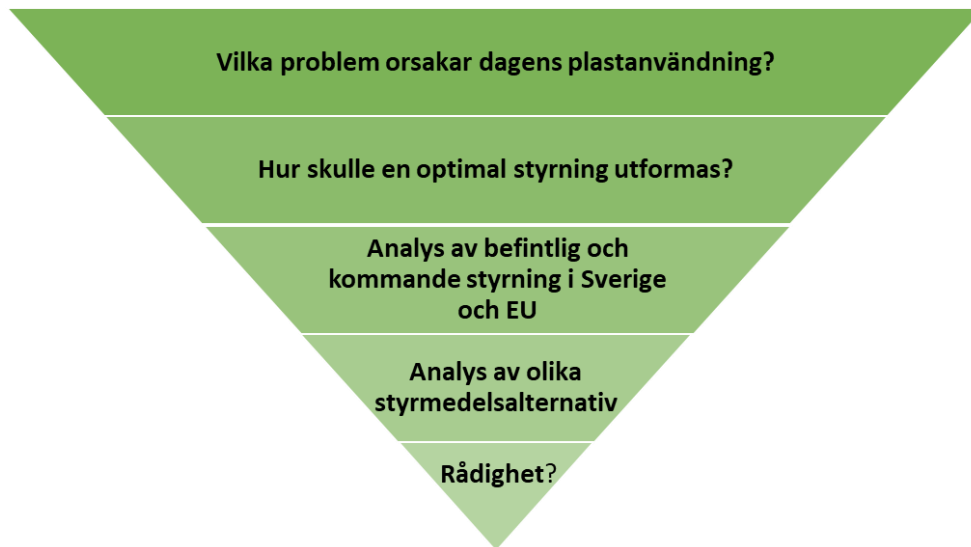 Vilka problem orsakar dagens plastanvändning?
Hur skulle en optimal styrning utformas?
Analys av befintlig och
kommande styrning i Sverige
och EU
Analys av olika
styrmedelsalternativ
Rådighet?